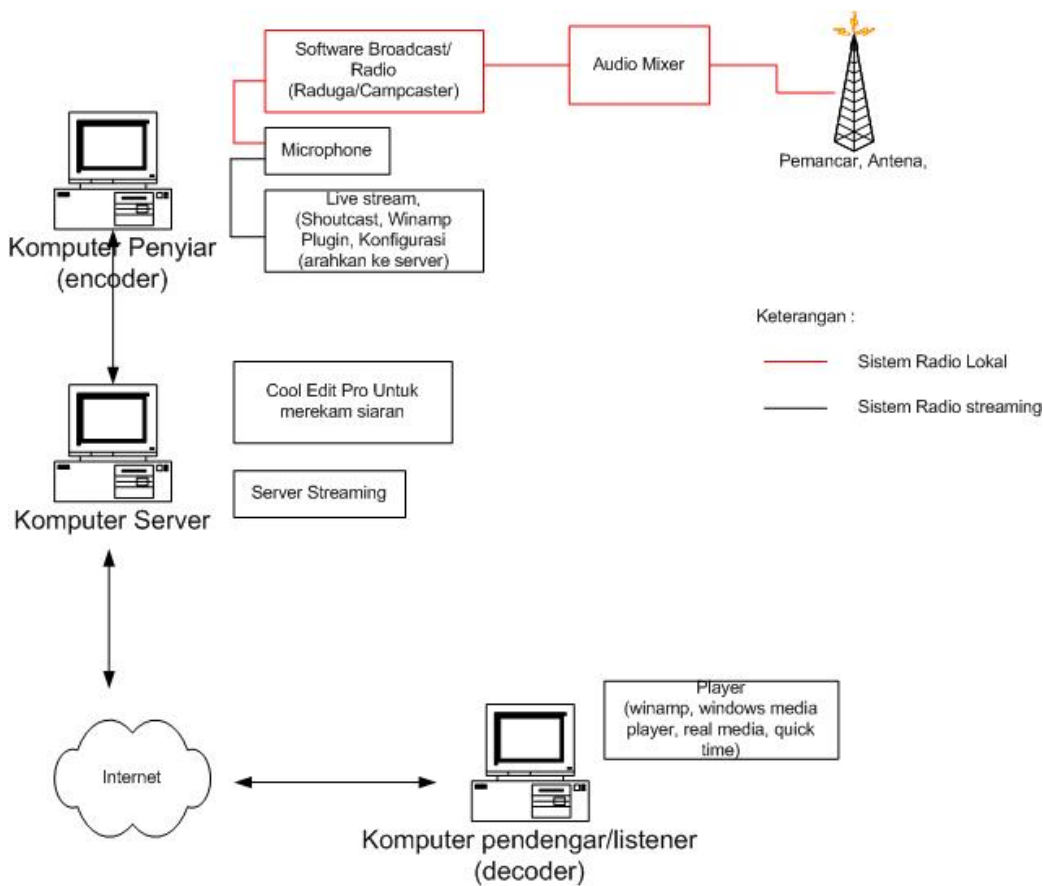 Software Broadcast/
Radio
(Raduga/Campcaster)
Audio Mixer
Pemancar, Antena,
Microphone
Live stream,
(Shoutcast, Winamp
Plugin, Konfigurasi
(arahkan ke server)
Komputer Penyiar
(encoder)
Keterangan :
Sistem Radio Lokal
Sistem Radio streaming
Cool Edit Pro Untuk
merekam siaran
Server Streaming
Komputer Server
Player
(winamp, windows media
player, real media, quick
time)
Internet
Komputer pendengar/listener
(decoder)